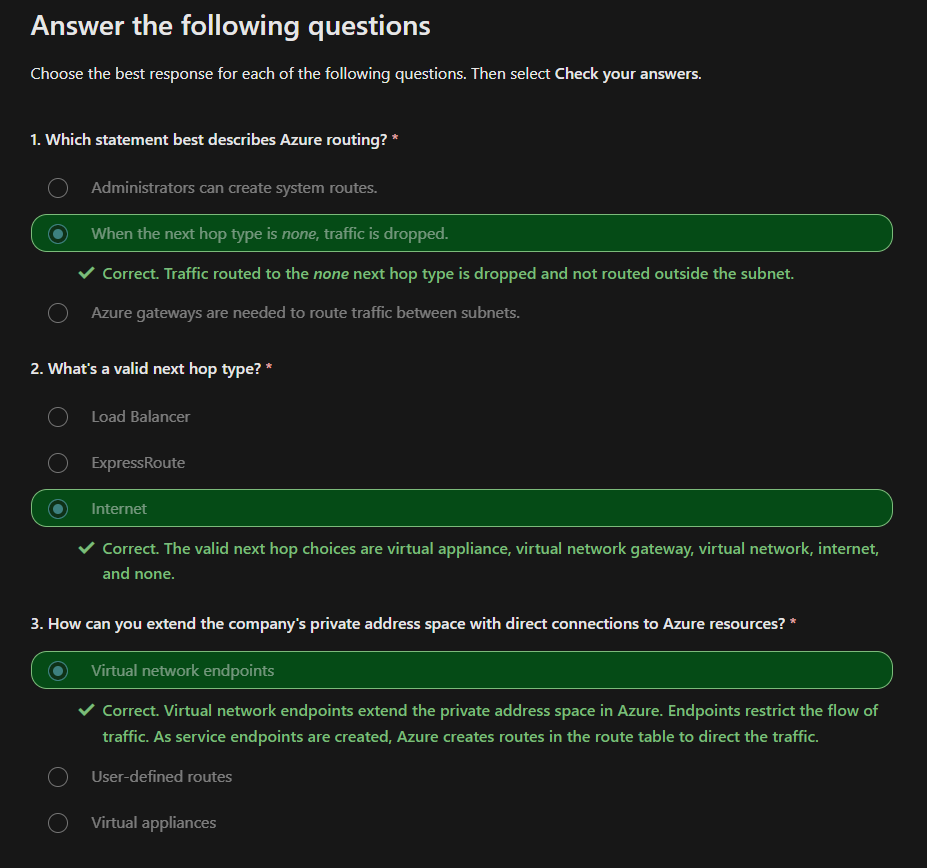 Answer the following questions
Choose the best response for each of the following questions. Then select Check your answers.
1. Which statement best describes Azure routing? *
Administrators can create system routes.
When the next hop type is none, traffic is dropped.
Correct. Traffic routed to the none next hop type is dropped and not routed outside the subnet.
Azure gateways are needed to route traffic between subnets.
2. What's a valid next hop type? *
Load Balancer
ExpressRoute
Internet
Correct. The valid next hop choices are virtual appliance, virtual network gateway, virtual network, internet,
and none.
3. How can you extend the company's private address space with direct connections to Azure resources? *
Virtual network endpoints
Correct. Virtual network endpoints extend the private address space in Azure. Endpoints restrict the flow of
traffic. As service endpoints are created, Azure creates routes in the route table to direct the traffic.
User-defined routes
Virtual appliances